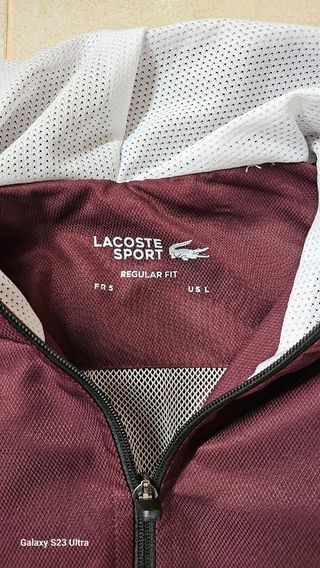 LACOSTE
SPORT
REGULAR FIT
FR 5 US L
Galaxy S23 Ultra